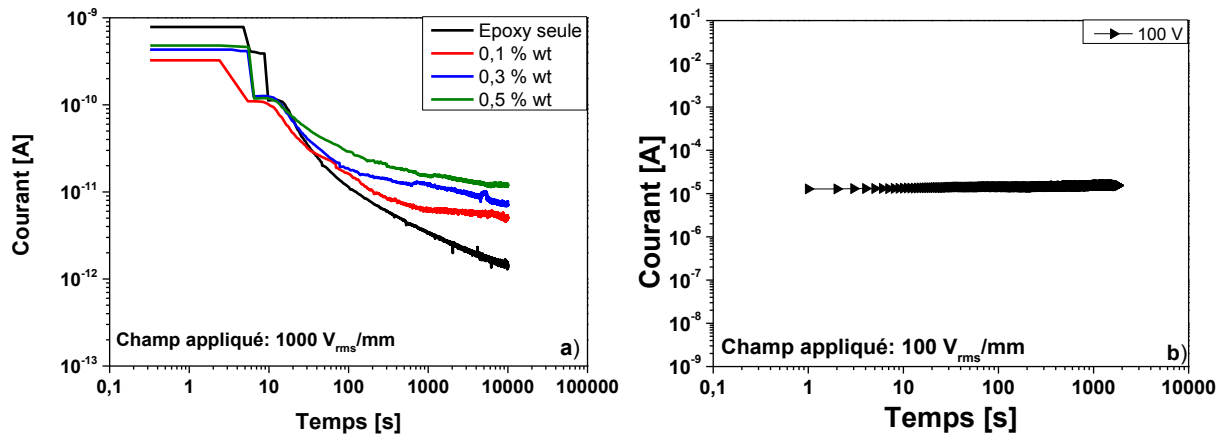 Epoxy seule
0,1 % wt
0,3 % wt
0,5 % wt
10^-9
10^-10
10^-11
10^-12
10^-13
Courant [A]
Champ appliqué: 1000 V_rms/mm
a)
0,1 1 10 100 1000 10000 100000
Temps [s]
100 V
10^-1
10^-2
10^-3
10^-4
10^-5
10^-6
10^-7
10^-8
10^-9
Courant [A]
Champ appliqué: 100 V_rms/mm
b)
0,1 1 10 100 1000 10000
Temps [s]